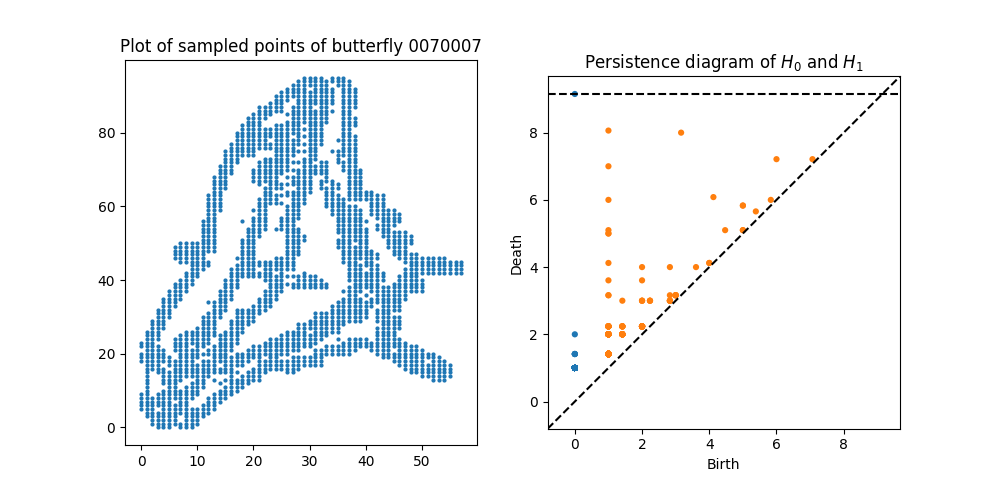 Plot of sampled points of butterfly 0070007
80
60
40
20
0
0 10 20 30 40 50
Persistence diagram of H₀ and H₁
Death
8
6
4
2
0
0 2 4 6 8
Birth